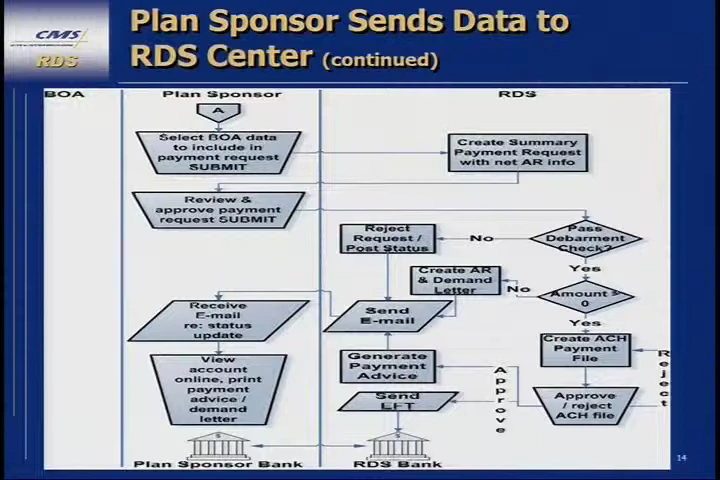 CMS
RDS
Plan Sponsor Sends Data to
RDS Center (continued)
BOA
Plan Sponsor
RDS
A
Select BOA data
to include in
payment request
SUBMIT
Create Summary
Payment Request
with net AR info
Review &
approve payment
request SUBMIT
Reject
Request /
Post Status
No
Pass
Debarment
Check?
Yes
Create AR
& Demand
Letter
No
Amount
0
Yes
Receive
E-mail
re: status
update
Send
E-mail
Create ACH
Payment
File
Reject
View
account
online, print
payment
advice /
demand
letter
Generate
Payment
Advice
Approve
Send
EFT
Approve
/ reject
ACH file
Plan Sponsor Bank
RDS Bank
14